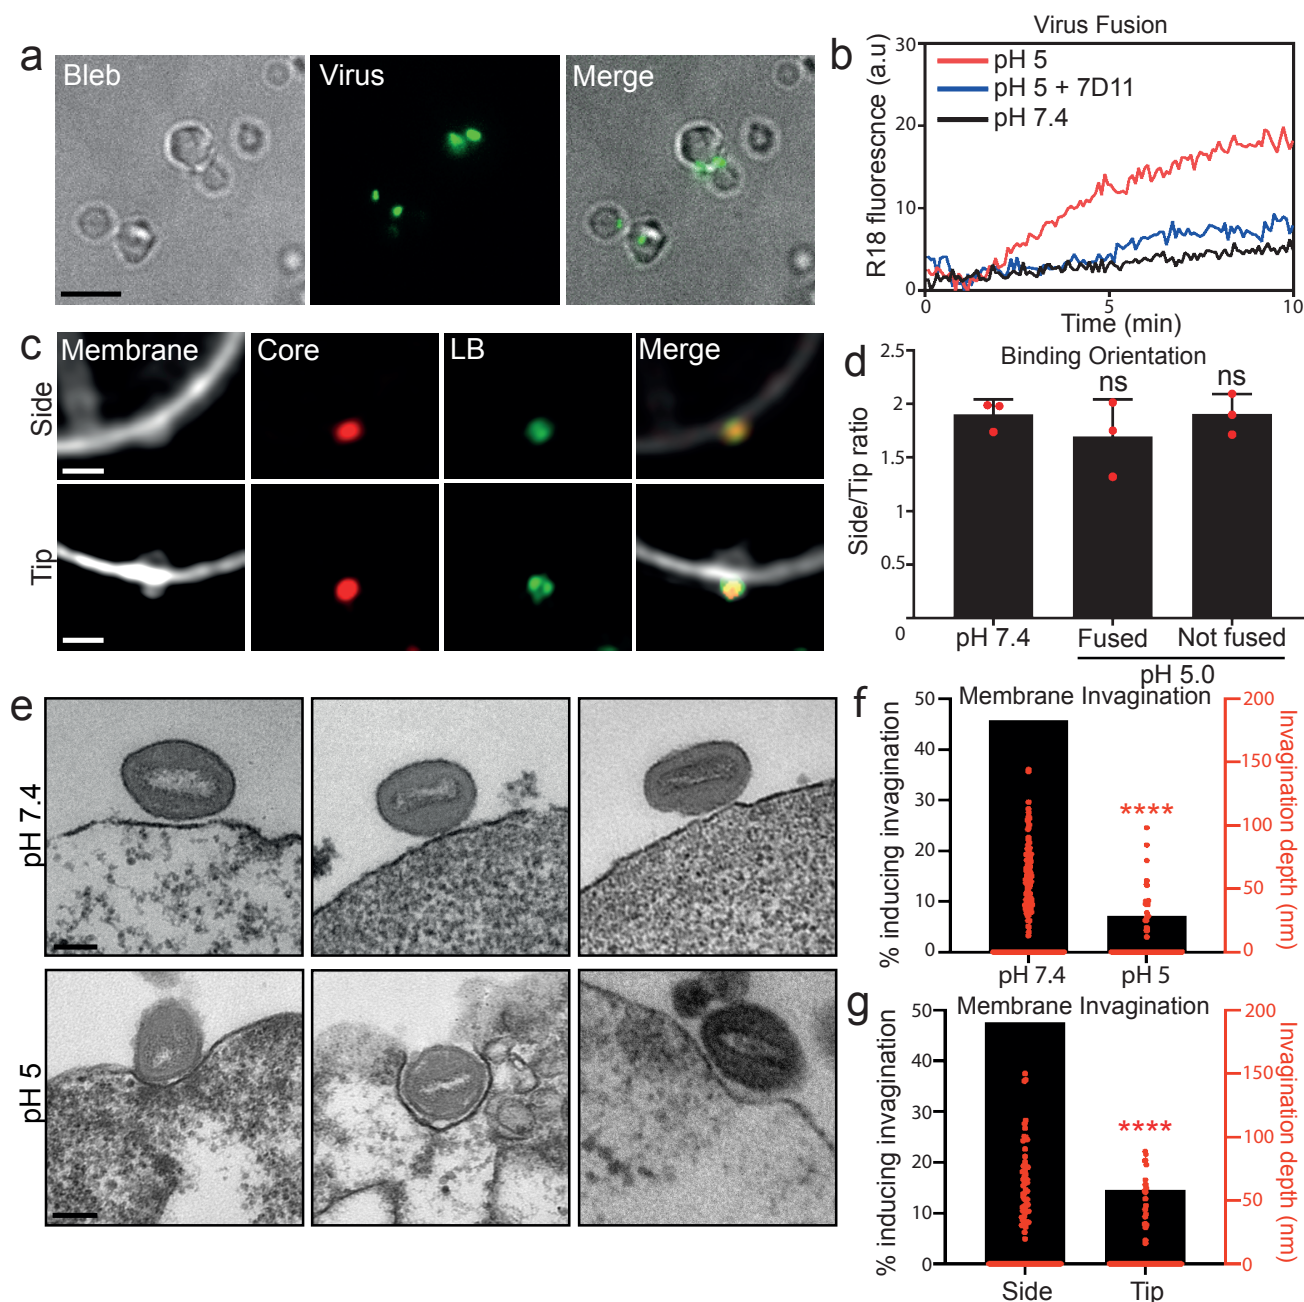 a
Bleb
Virus
Merge
b
Virus Fusion
R18 fluorescnce (a.u)
30
20
10
0
pH 5
pH 5 + 7D11
pH 7.4
0
5
10
Time (min)
c
Membrane
Core
LB
Merge
Side
Tip
d
Binding Orientation
Side/Tip ratio
2.5
2
1.5
1
0.5
0
ns
ns
pH 7.4
Fused
Not fused
pH 5.0
e
pH 7.4
pH 5
f
Membrane Invagination
% inducing invagination
50
40
30
20
10
0
****
200
150
100
50
0
Invagination depth (nm)
pH 7.4
pH 5
g
Membrane Invagination
% inducing invagination
50
40
30
20
10
0
****
200
150
100
50
0
Invagination depth (nm)
Side
Tip